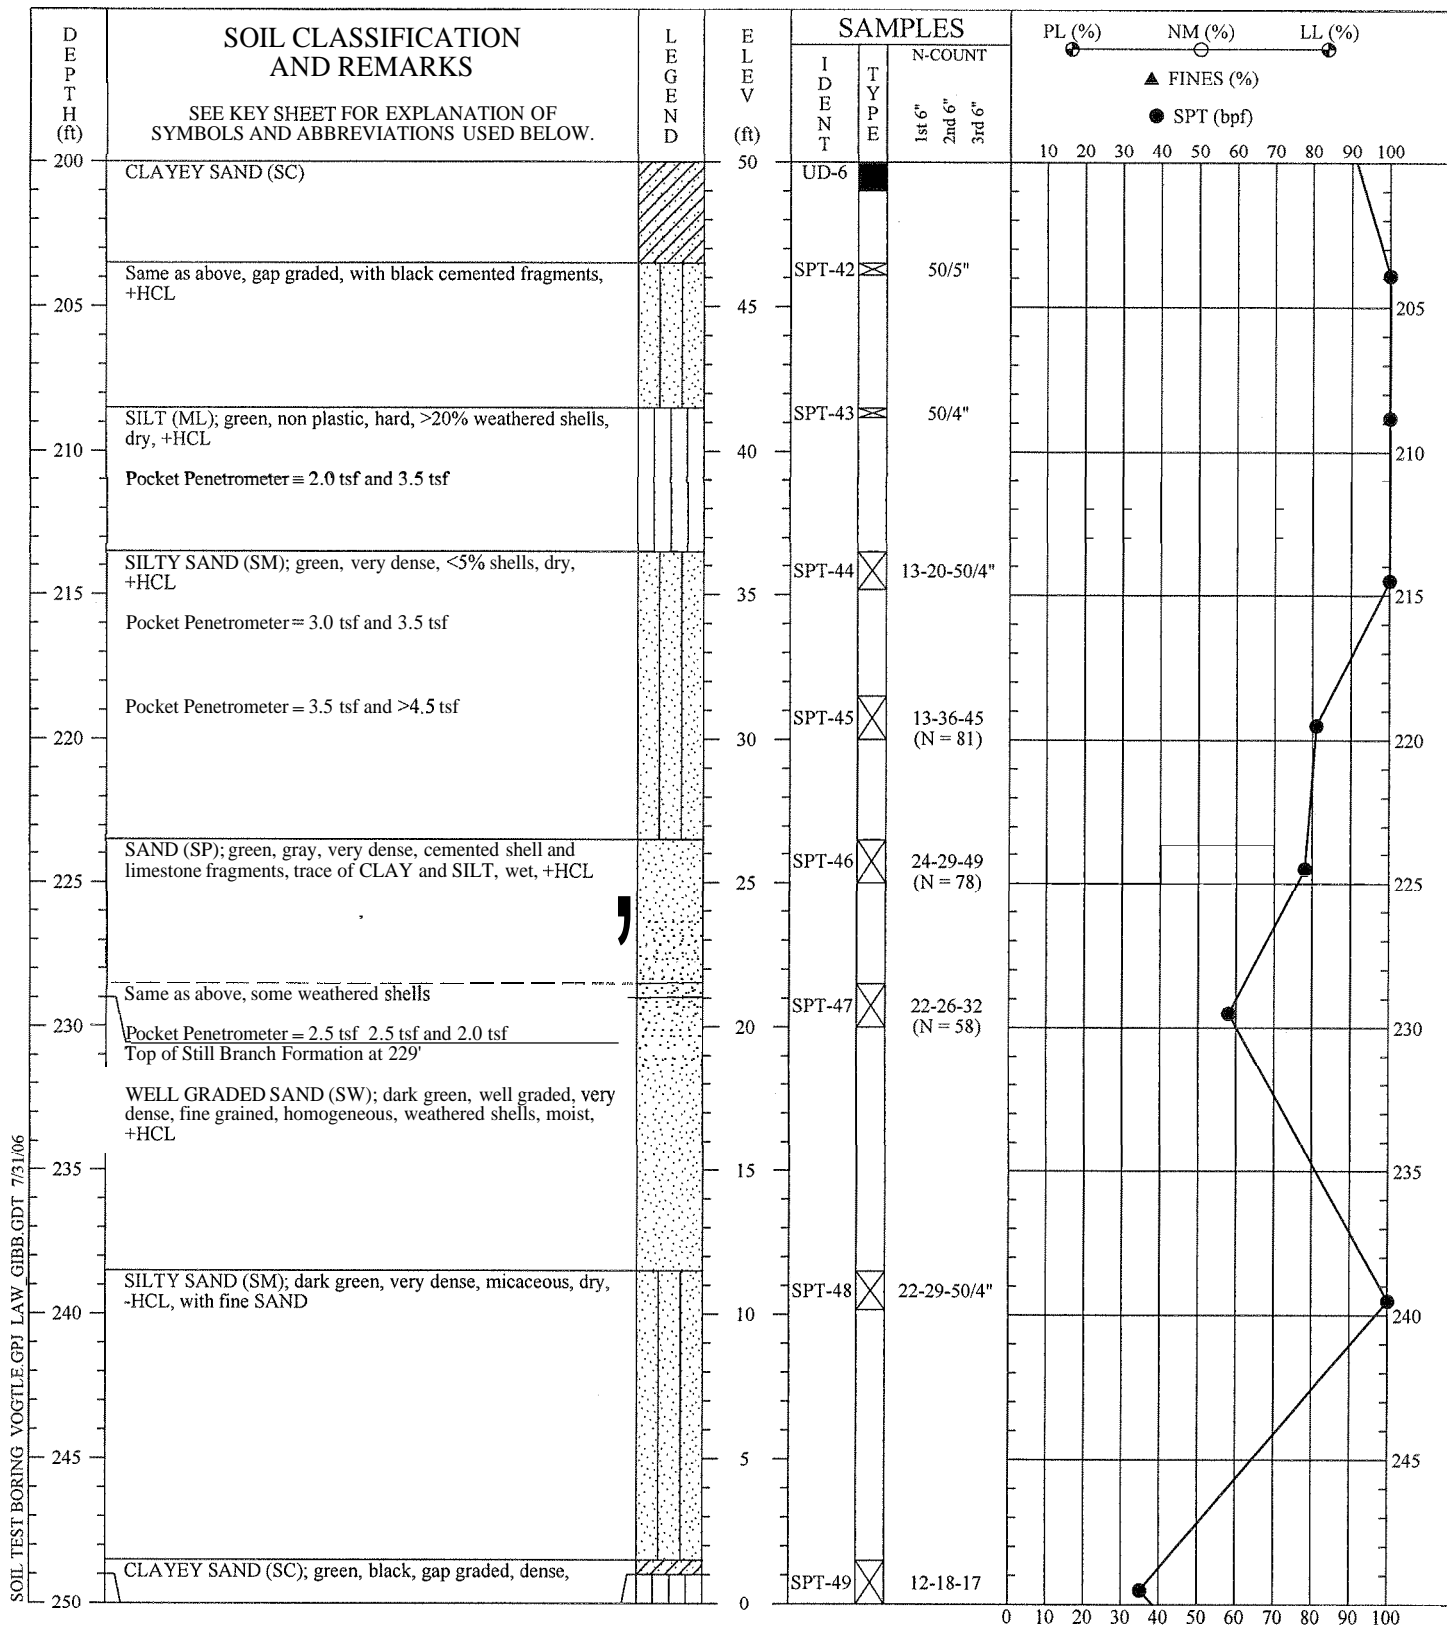 DEPTH (ft)
SOIL CLASSIFICATION
AND REMARKS
SEE KEY SHEET FOR EXPLANATION OF
SYMBOLS AND ABBREVIATIONS USED BELOW.
LEGEND
ELEV (ft)
SAMPLES
IDENT
TYPE
N-COUNT
1st 6"
2nd 6"
3rd 6"
PL (%) NM (%) LL (%)
▲ FINES (%)
● SPT (bpf)
10 20 30 40 50 60 70 80 90 100
200
CLAYEY SAND (SC)
50
UD-6
Same as above, gap graded, with black cemented fragments,
+HCL
SPT-42 50/5"
205
45
205
SILT (ML); green, non plastic, hard, >20% weathered shells,
dry, +HCL
SPT-43 50/4"
210
40
210
Pocket Penetrometer = 2.0 tsf and 3.5 tsf
SILTY SAND (SM); green, very dense, <5% shells, dry,
+HCL
SPT-44 13-20-50/4"
215
35
215
Pocket Penetrometer = 3.0 tsf and 3.5 tsf
Pocket Penetrometer = 3.5 tsf and >4.5 tsf
SPT-45 13-36-45
(N = 81)
220
30
220
SAND (SP); green, gray, very dense, cemented shell and
limestone fragments, trace of CLAY and SILT, wet, +HCL
SPT-46 24-29-49
(N = 78)
225
25
225
,
Same as above, some weathered shells
SPT-47 22-26-32
(N = 58)
230
20
230
Pocket Penetrometer = 2.5 tsf 2.5 tsf and 2.0 tsf
Top of Still Branch Formation at 229'
WELL GRADED SAND (SW); dark green, well graded, very
dense, fine grained, homogeneous, weathered shells, moist,
+HCL
235
15
235
SILTY SAND (SM); dark green, very dense, micaceous, dry,
-HCL, with fine SAND
SPT-48 22-29-50/4"
240
10
240
245
5
245
CLAYEY SAND (SC); green, black, gap graded, dense,
SPT-49 12-18-17
250
0
0 10 20 30 40 50 60 70 80 90 100
SOIL TEST BORING VOGTLE.GPJ LAW_GIBB.GDT 7/31/06